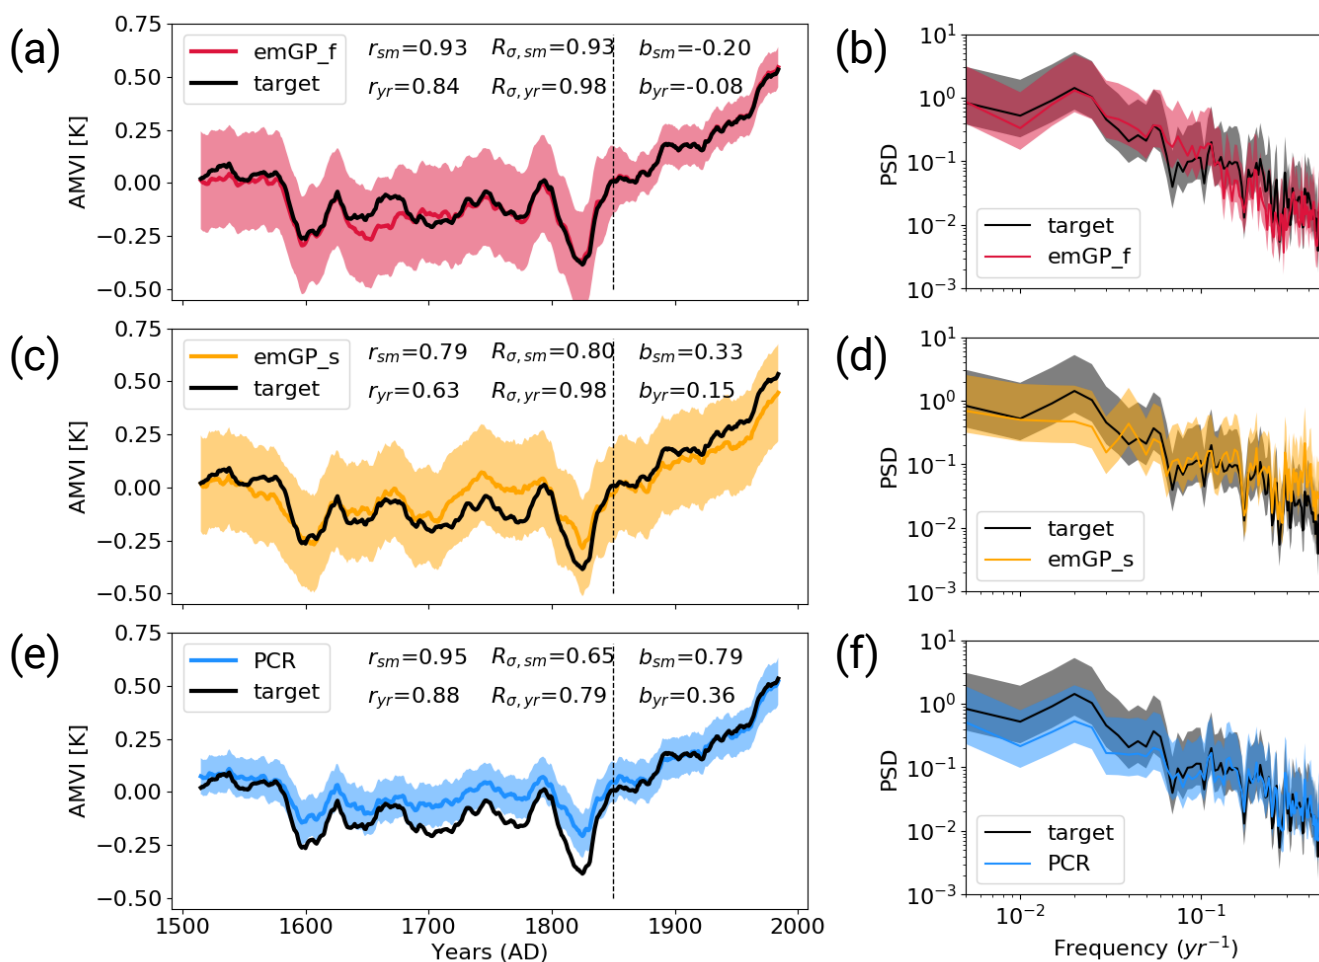 (a)
0.75
0.50
0.25
0.00
−0.25
−0.50
AMVI [K]
emGP_f
target
r_sm=0.93 R_σ,sm=0.93 b_sm=-0.20
r_yr=0.84 R_σ,yr=0.98 b_yr=-0.08
(b)
10^1
10^0
10^−1
10^−2
10^−3
PSD
target
emGP_f
(c)
0.75
0.50
0.25
0.00
−0.25
−0.50
AMVI [K]
emGP_s
target
r_sm=0.79 R_σ,sm=0.80 b_sm=0.33
r_yr=0.63 R_σ,yr=0.98 b_yr=0.15
(d)
10^1
10^0
10^−1
10^−2
10^−3
PSD
target
emGP_s
(e)
0.75
0.50
0.25
0.00
−0.25
−0.50
AMVI [K]
PCR
target
r_sm=0.95 R_σ,sm=0.65 b_sm=0.79
r_yr=0.88 R_σ,yr=0.79 b_yr=0.36
1500 1600 1700 1800 1900 2000
Years (AD)
(f)
10^1
10^0
10^−1
10^−2
10^−3
PSD
target
PCR
10^−2 10^−1
Frequency (yr^−1)